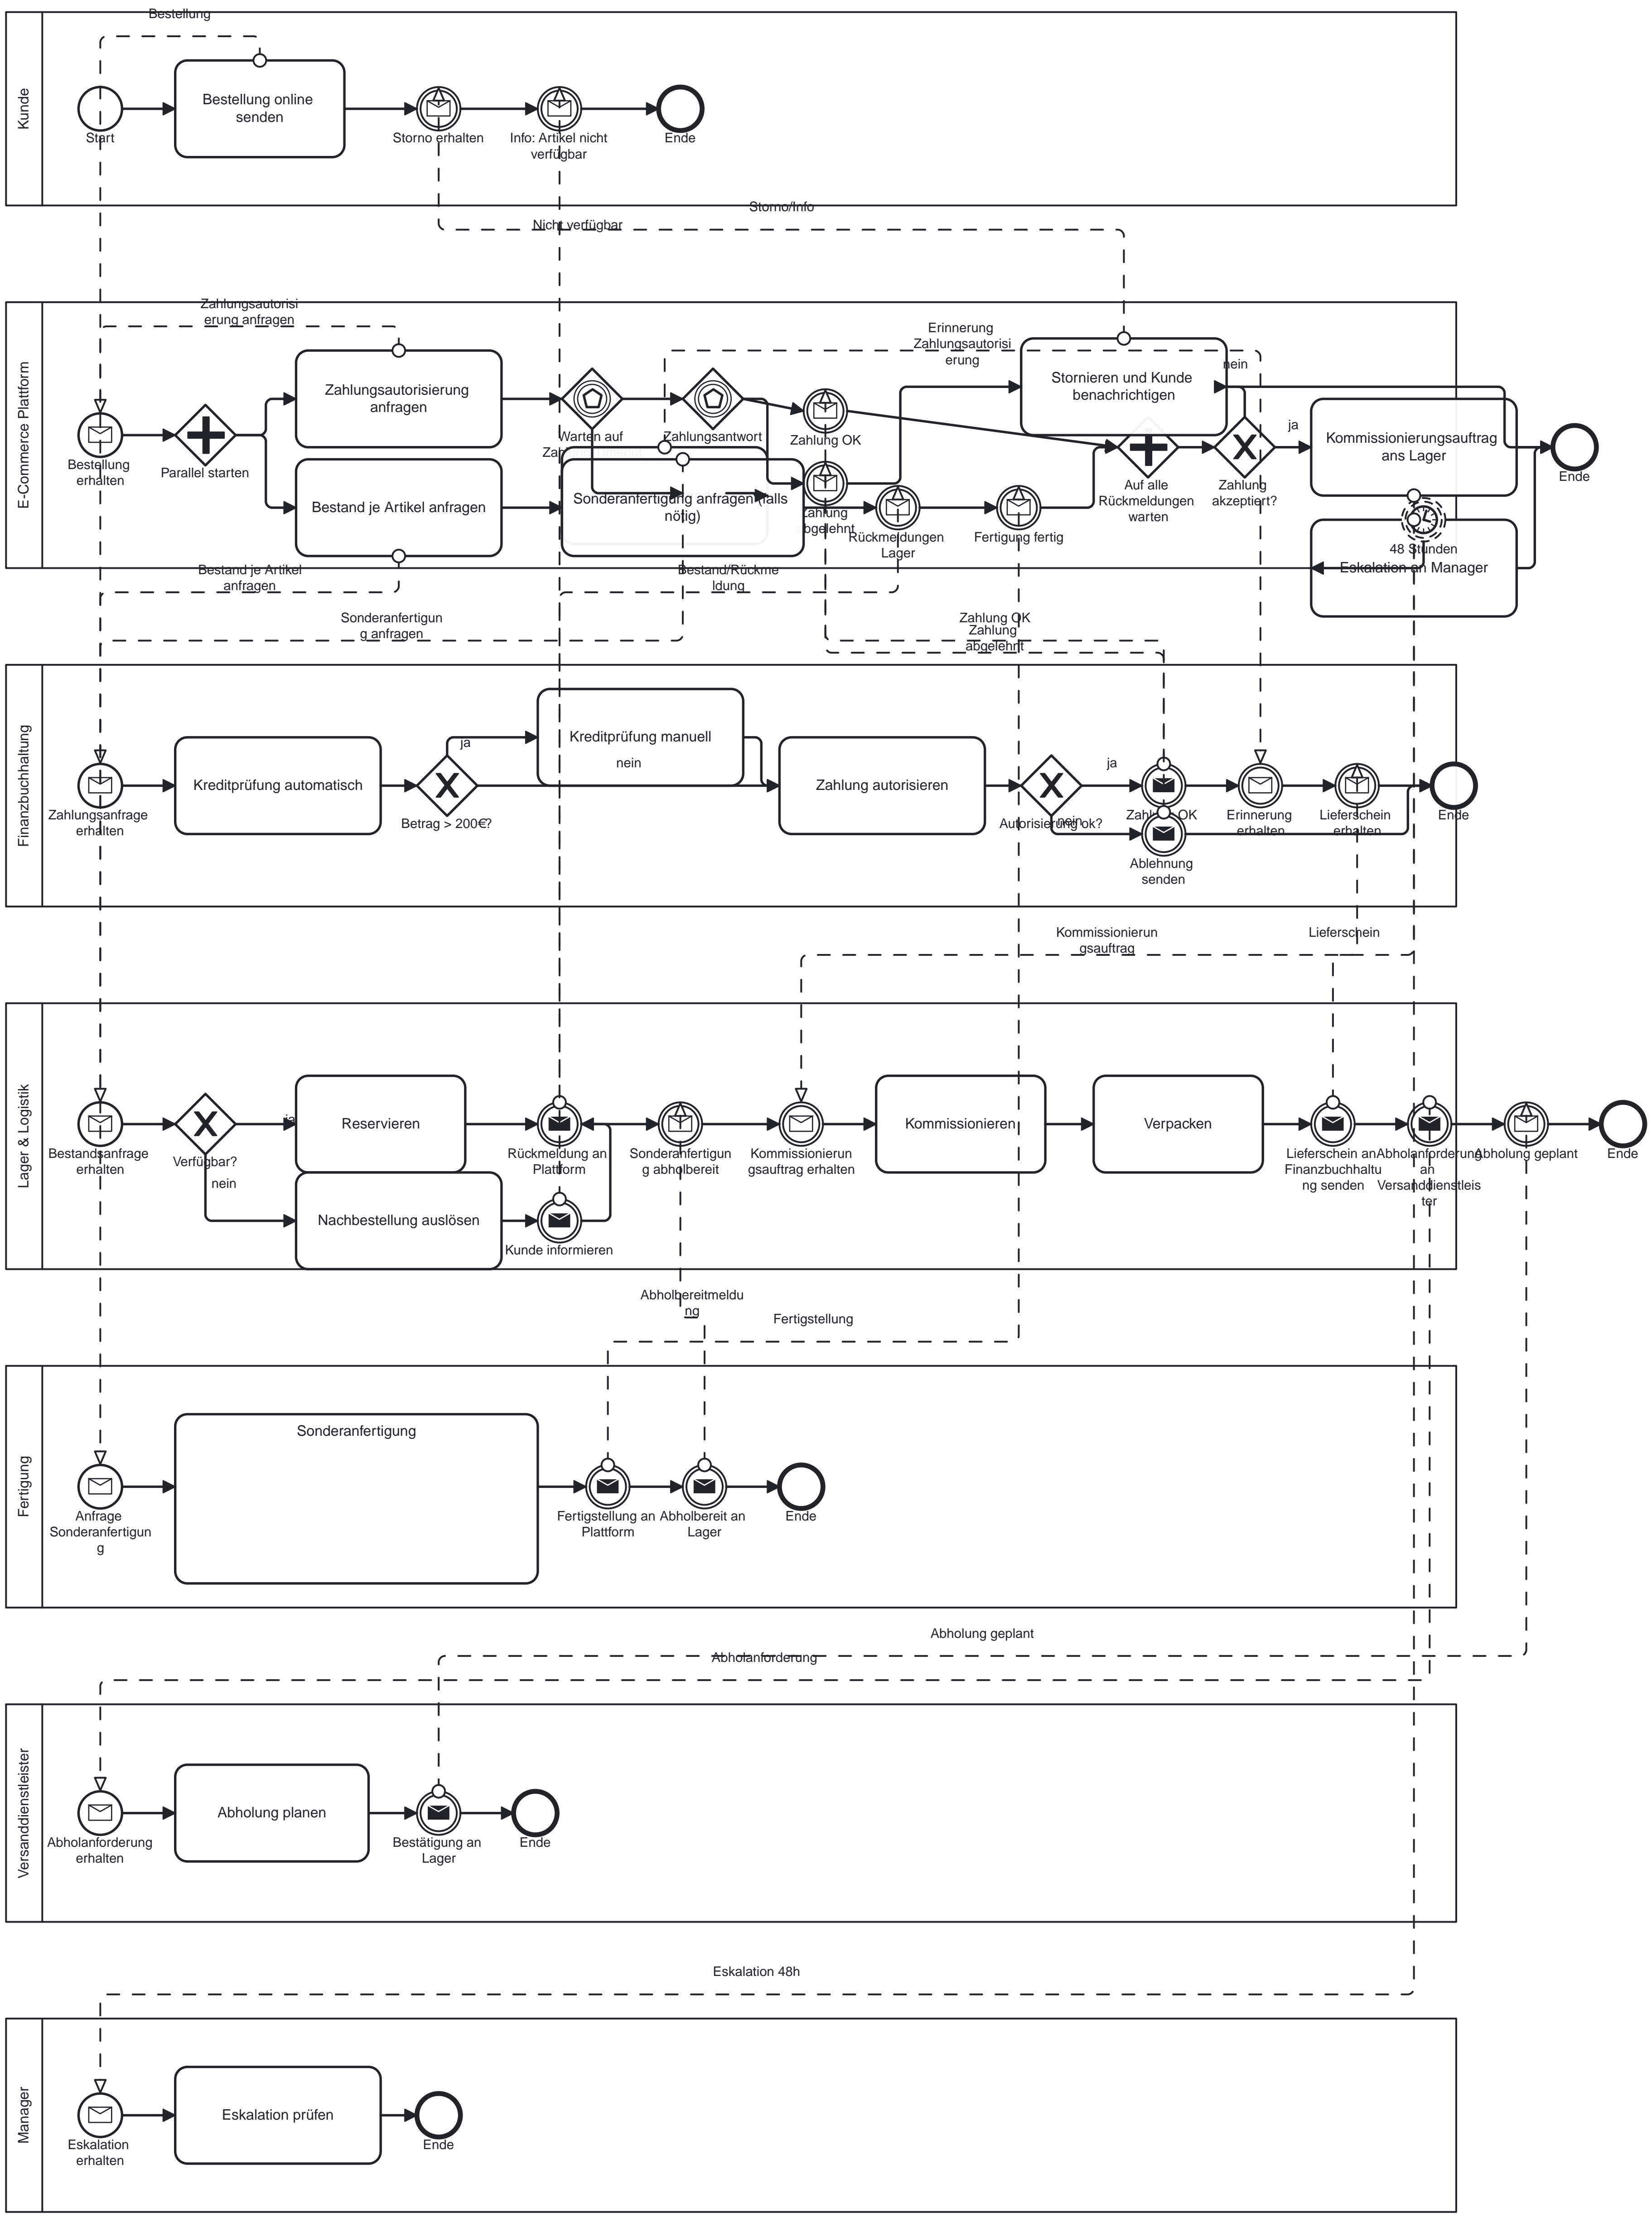 Bestellung
Kunde
Bestellung online
senden
Start
Storno erhalten
Info: Artikel nicht
verfügbar
Ende
Storno/Info
Nicht verfügbar
E-Commerce Plattform
Zahlungsautorisi
erung anfragen
Erinnerung
Zahlungsautorisi
erung
nein
Zahlungsautorisierung
anfragen
Stornieren und Kunde
benachrichtigen
ja
Warten auf
Zahlungsantwort
Zahlung OK
Kommissionierungsauftrag
ans Lager
Bestellung
erhalten
Parallel starten
Auf alle
Rückmeldungen
warten
Zahlung
akzeptiert?
Ende
Bestand je Artikel anfragen
Sonderanfertigung anfragen (falls
nötig)
Zahlung
abgelehnt
Rückmeldungen
Lager
Fertigung fertig
48 Stunden
Eskalation an Manager
Bestand je Artikel
anfragen
Bestand/Rückme
ldung
Sonderanfertigun
g anfragen
Zahlung OK
Zahlung
abgelehnt
Finanzbuchhaltung
Kreditprüfung manuell
ja
nein
ja
Kreditprüfung automatisch
Zahlung autorisieren
Zahlungsanfrage
erhalten
Betrag > 200€?
Autorisierung ok?
nein
Zahlung OK
Erinnerung
erhalten
Lieferschein
erhalten
Ende
Ablehnung
senden
Kommissionierun
gsauftrag
Lieferschein
Lager & Logistik
ja
Reservieren
Kommissionieren
Verpacken
Bestandsanfrage
erhalten
Verfügbar?
nein
Rückmeldung an
Plattform
Sonderanfertigun
g abholbereit
Kommissionierun
gsauftrag erhalten
Lieferschein an
Finanzbuchhaltu
ng senden
Abholanforderung
an
Versanddienstleis
ter
Abholung geplant
Ende
Nachbestellung auslösen
Kunde informieren
Abholbereitmeldu
ng
Fertigstellung
Fertigung
Sonderanfertigung
Anfrage
Sonderanfertigun
g
Fertigstellung an
Plattform
Abholbereit an
Lager
Ende
Abholung geplant
Abholanforderung
Versanddienstleister
Abholung planen
Abholanforderung
erhalten
Bestätigung an
Lager
Ende
Eskalation 48h
Manager
Eskalation prüfen
Eskalation
erhalten
Ende